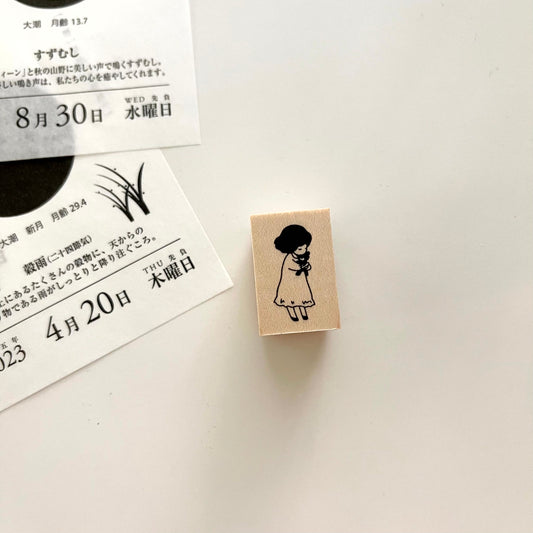 大潮 月齢 13.7
すずむし
ィーン』と秋の山野に美しい声で鳴くすずむし。
しい鳴き声は、私たちの心を癒やしてくれます。
8月30日 WED 先負 水曜日
大潮 新月 月齢 29.4
穀雨(二十四節気)
上にあるたくさんの穀物に、天からの
物である雨がしっとりと降り注ぐころ。
五年
023 4月20日 THU 先負 木曜日